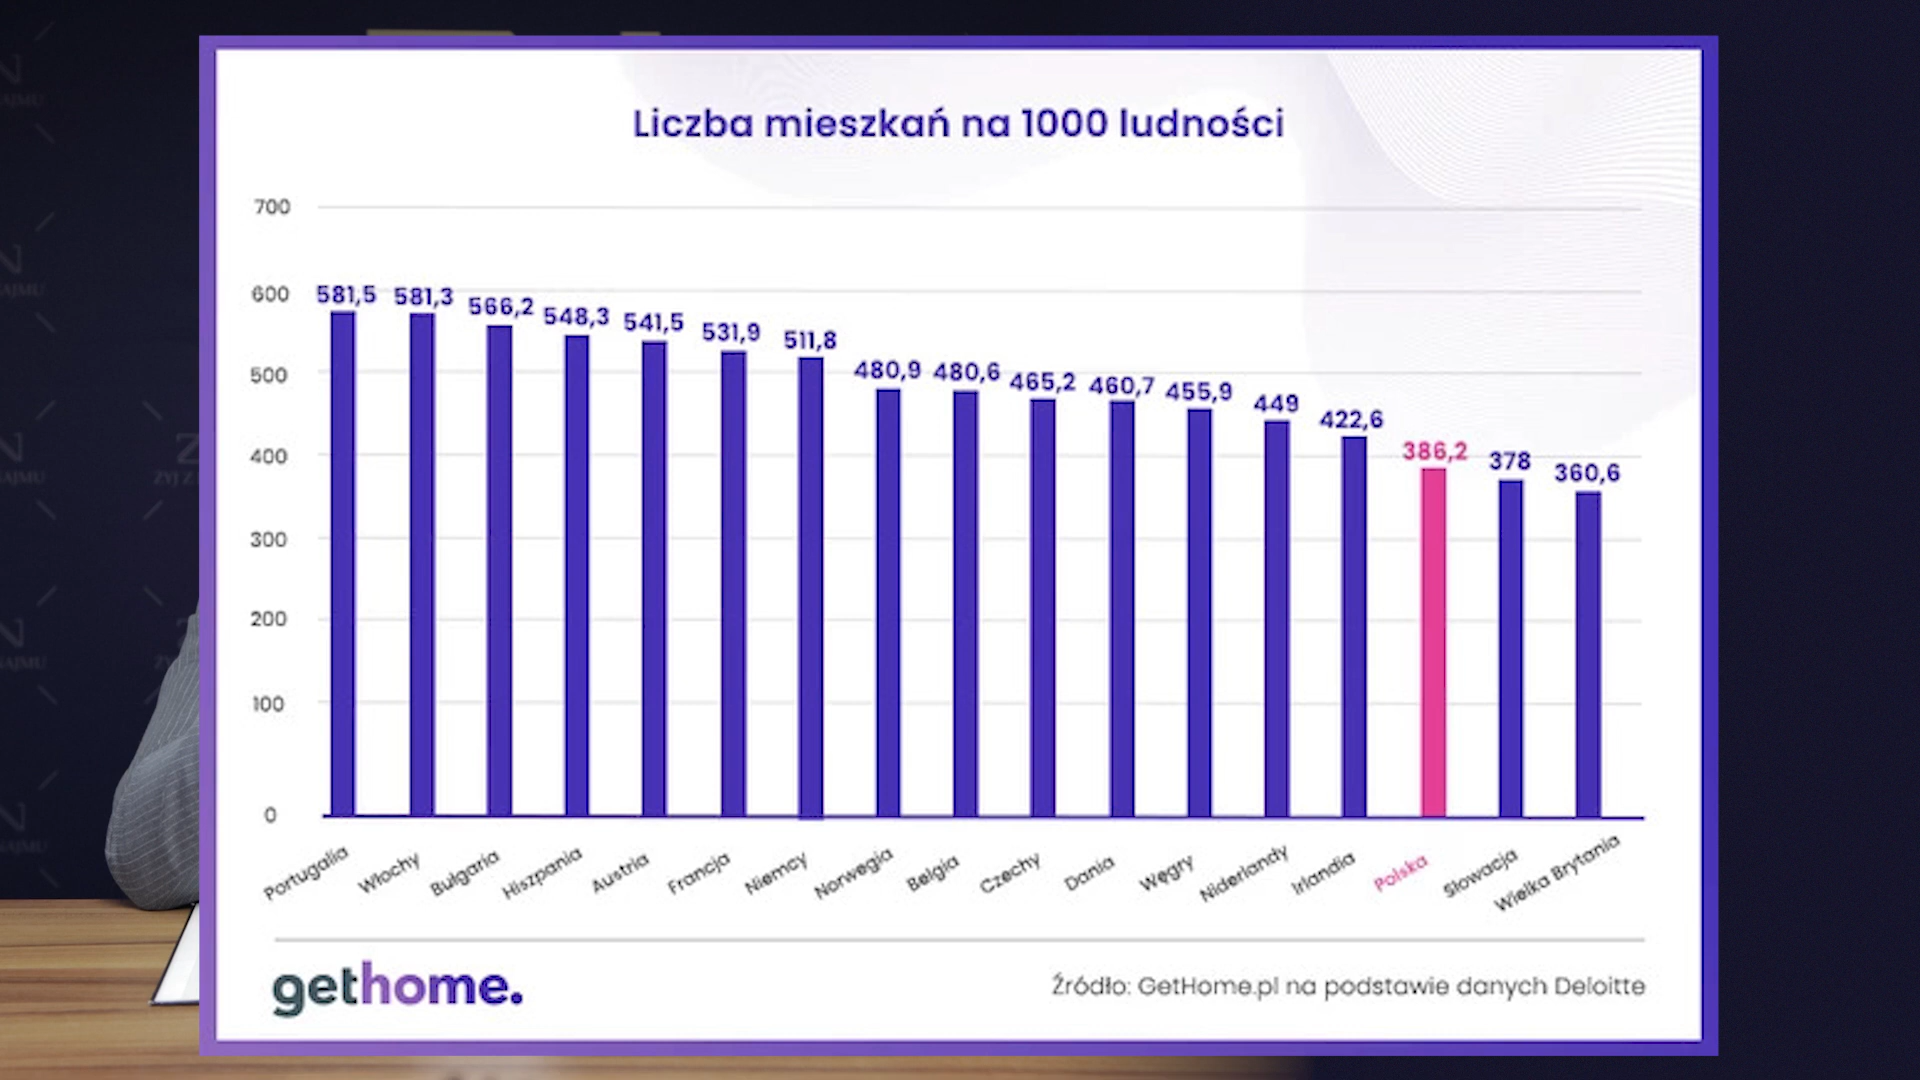 Liczba mieszkań na 1000 ludności
700
600
500
400
300
200
100
0
581,5
581,3
566,2
548,3
541,5
531,9
511,8
480,9
480,6
465,2
460,7
455,9
449
422,6
386,2
378
360,6
Portugalia
Włochy
Bułgaria
Hiszpania
Austria
Francja
Niemcy
Norwegia
Belgia
Czechy
Dania
Węgry
Niderlandy
Irlandia
Polska
Słowacja
Wielka Brytania
gethome.
Źródło: GetHome.pl na podstawie danych Deloitte